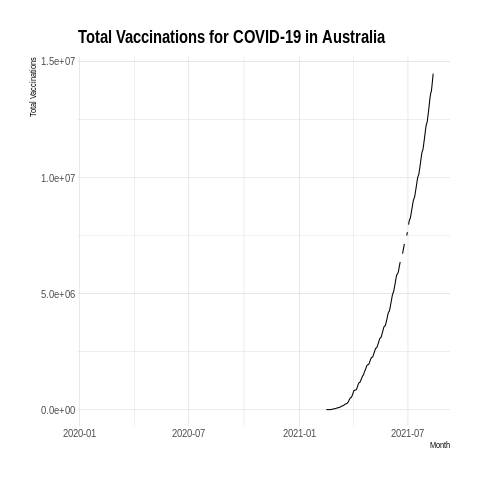 Total Vaccinations for COVID-19 in Australia
Total Vaccinations
1.5e+07
1.0e+07
5.0e+06
0.0e+00
2020-01 2020-07 2021-01 2021-07
Month